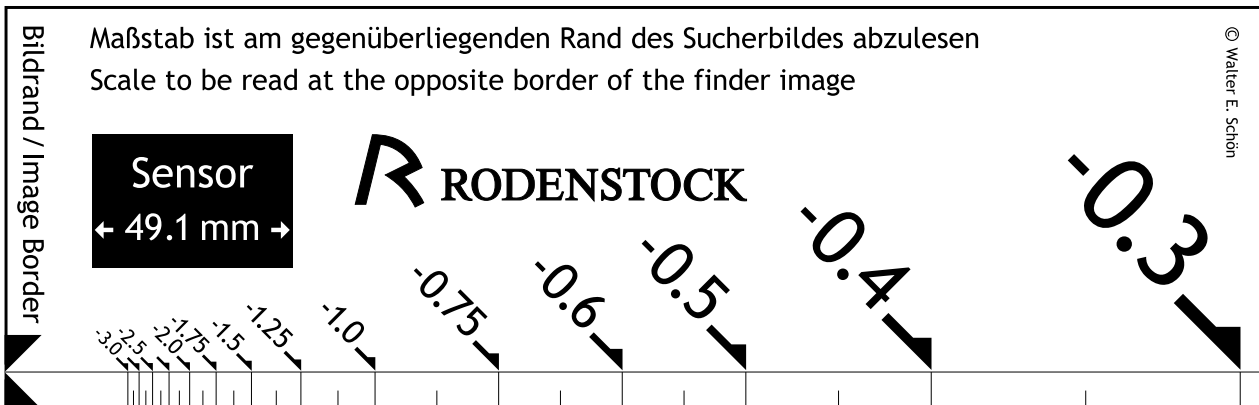 Bildrand / Image Border
Maßstab ist am gegenüberliegenden Rand des Sucherbildes abzulesen
Scale to be read at the opposite border of the finder image
© Walter E. Schön
Sensor
← 49.1 mm →
RODENSTOCK
-3.0
-2.5
-2.0
-1.75
-1.5
-1.25
-1.0
-0.75
-0.6
-0.5
-0.4
-0.3